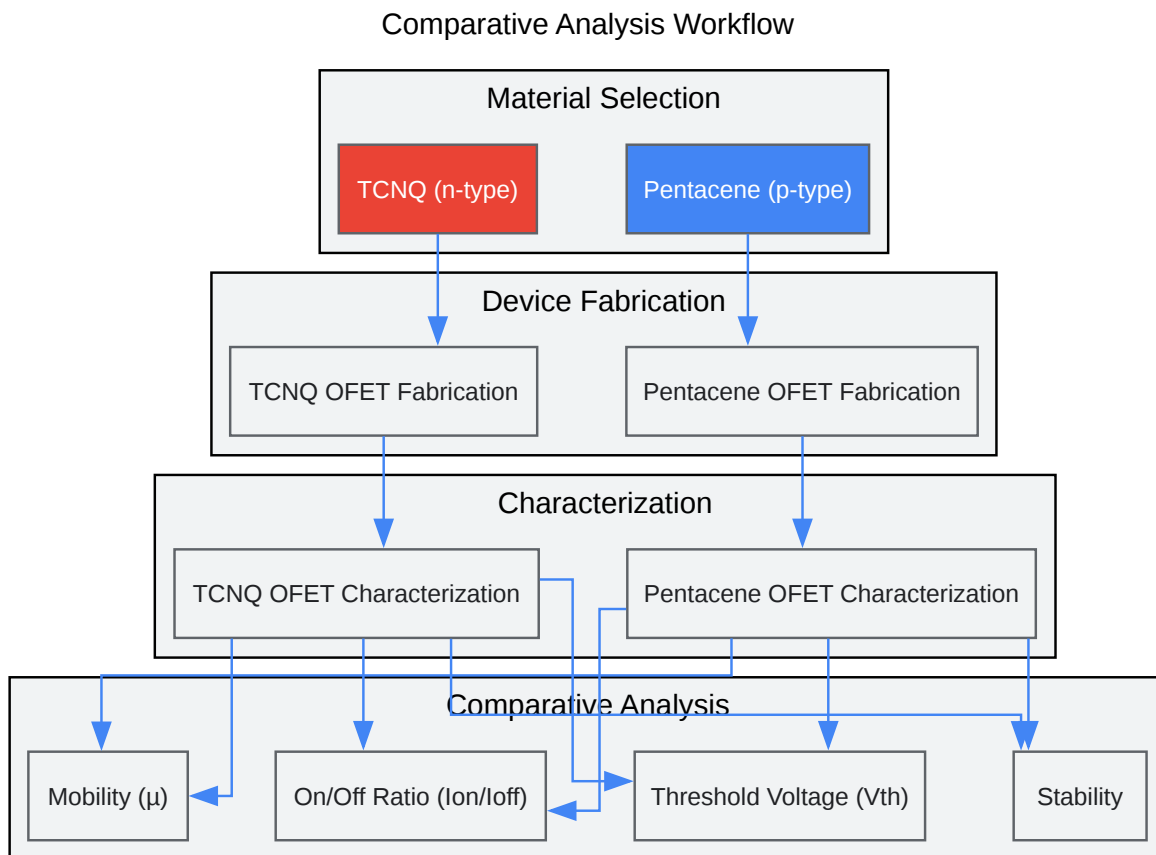 Comparative Analysis Workflow
Material Selection
TCNQ (n-type)
Pentacene (p-type)
Device Fabrication
TCNQ OFET Fabrication
Pentacene OFET Fabrication
Characterization
TCNQ OFET Characterization
Pentacene OFET Characterization
Comparative Analysis
Mobility (µ)
On/Off Ratio (Ion/Ioff)
Threshold Voltage (Vth)
Stability